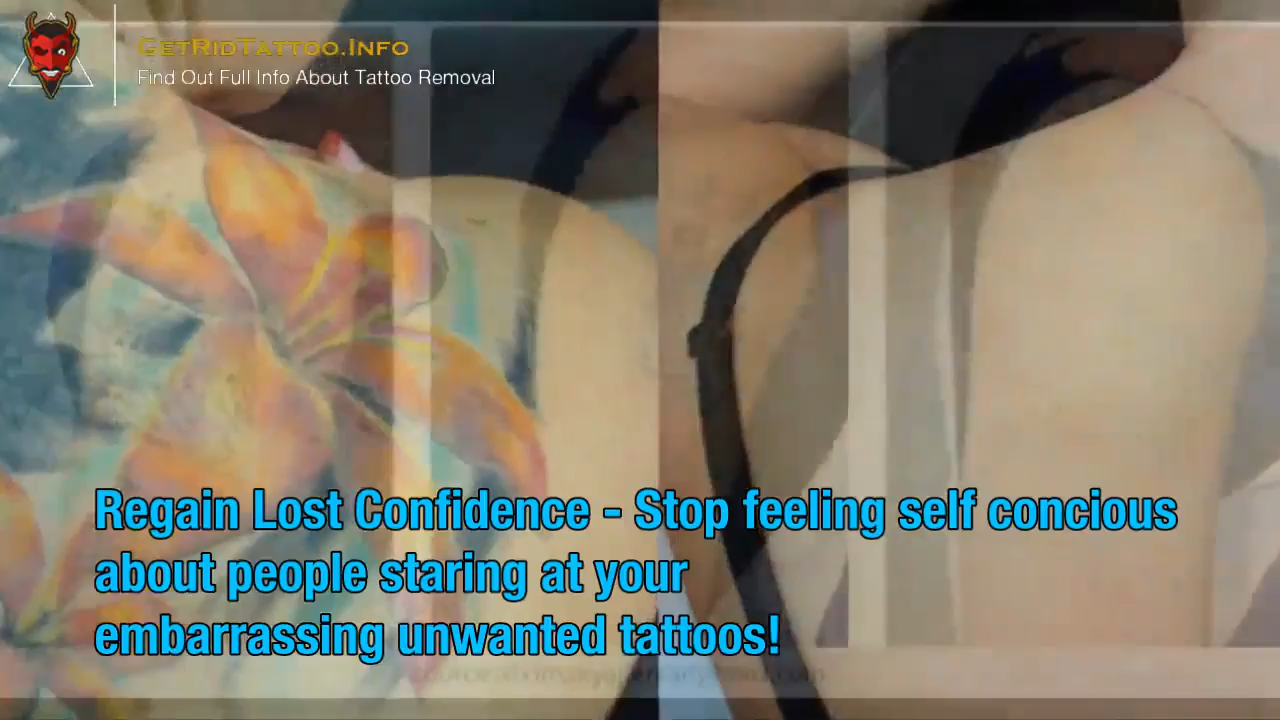 GetRidTattoo.Info
Find Out Full Info About Tattoo Removal
Regain Lost Confidence - Stop feeling self concious
about people staring at your
embarrassing unwanted tattoos!